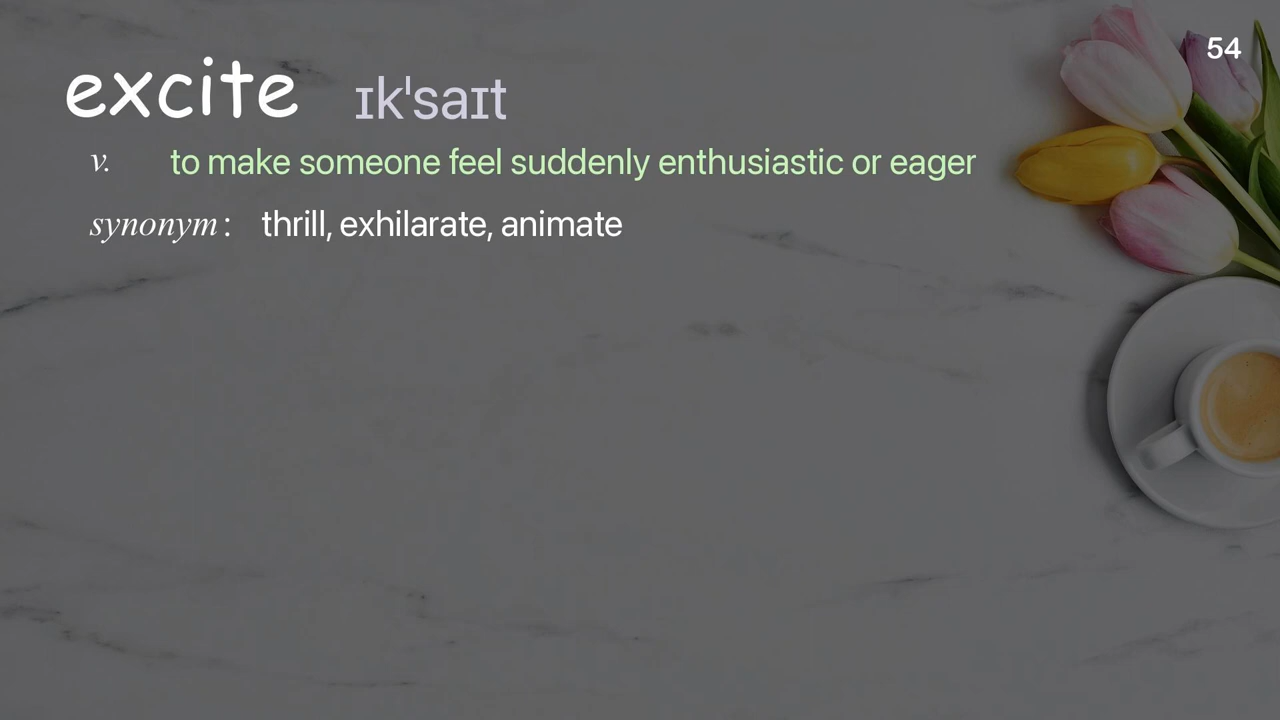 54
excite ɪkˈsaɪt
v. to make someone feel suddenly enthusiastic or eager
synonym: thrill, exhilarate, animate